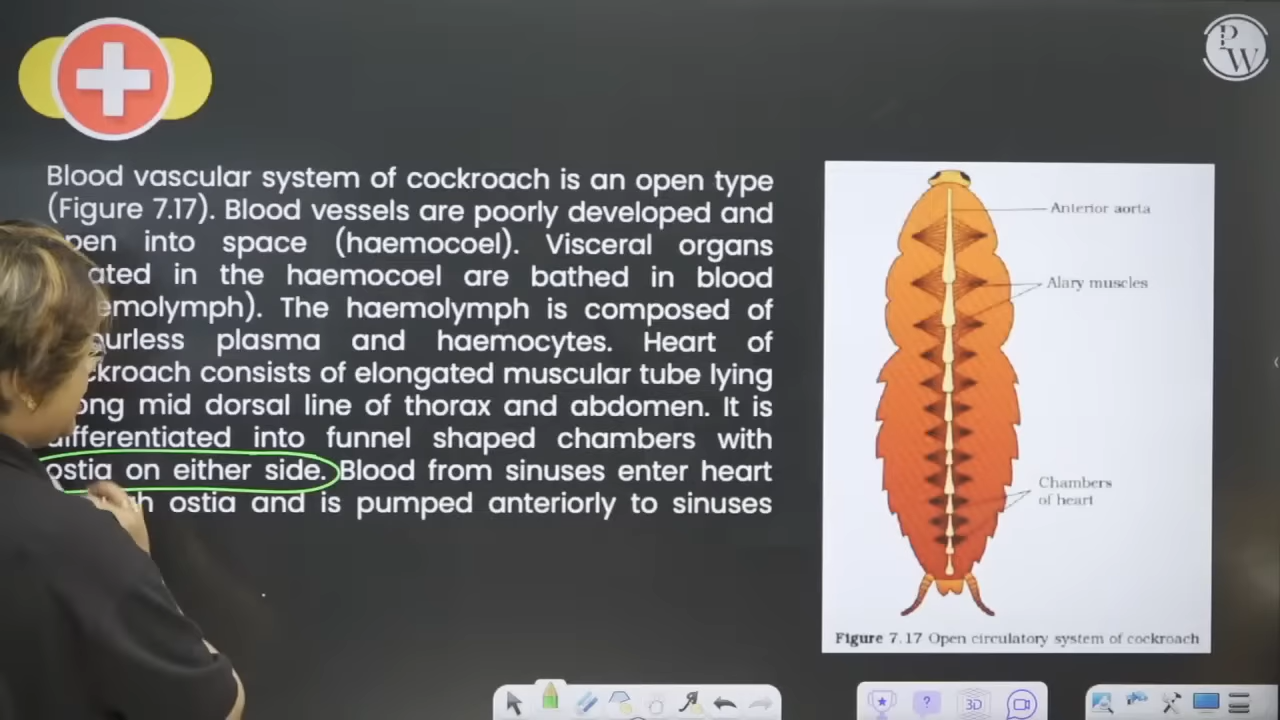 PW
Blood vascular system of cockroach is an open type
(Figure 7.17). Blood vessels are poorly developed and
into space (haemocoel). Visceral organs
in the haemocoel are bathed in blood
The haemolymph is composed of
plasma and haemocytes. Heart of
consists of elongated muscular tube lying
mid dorsal line of thorax and abdomen. It is
differentiated into funnel shaped chambers with
ostia on either side. Blood from sinuses enter heart
ostia and is pumped anteriorly to sinuses
Anterior aorta
Alary muscles
Chambers
of heart
Figure 7.17 Open circulatory system of cockroach
?
3D